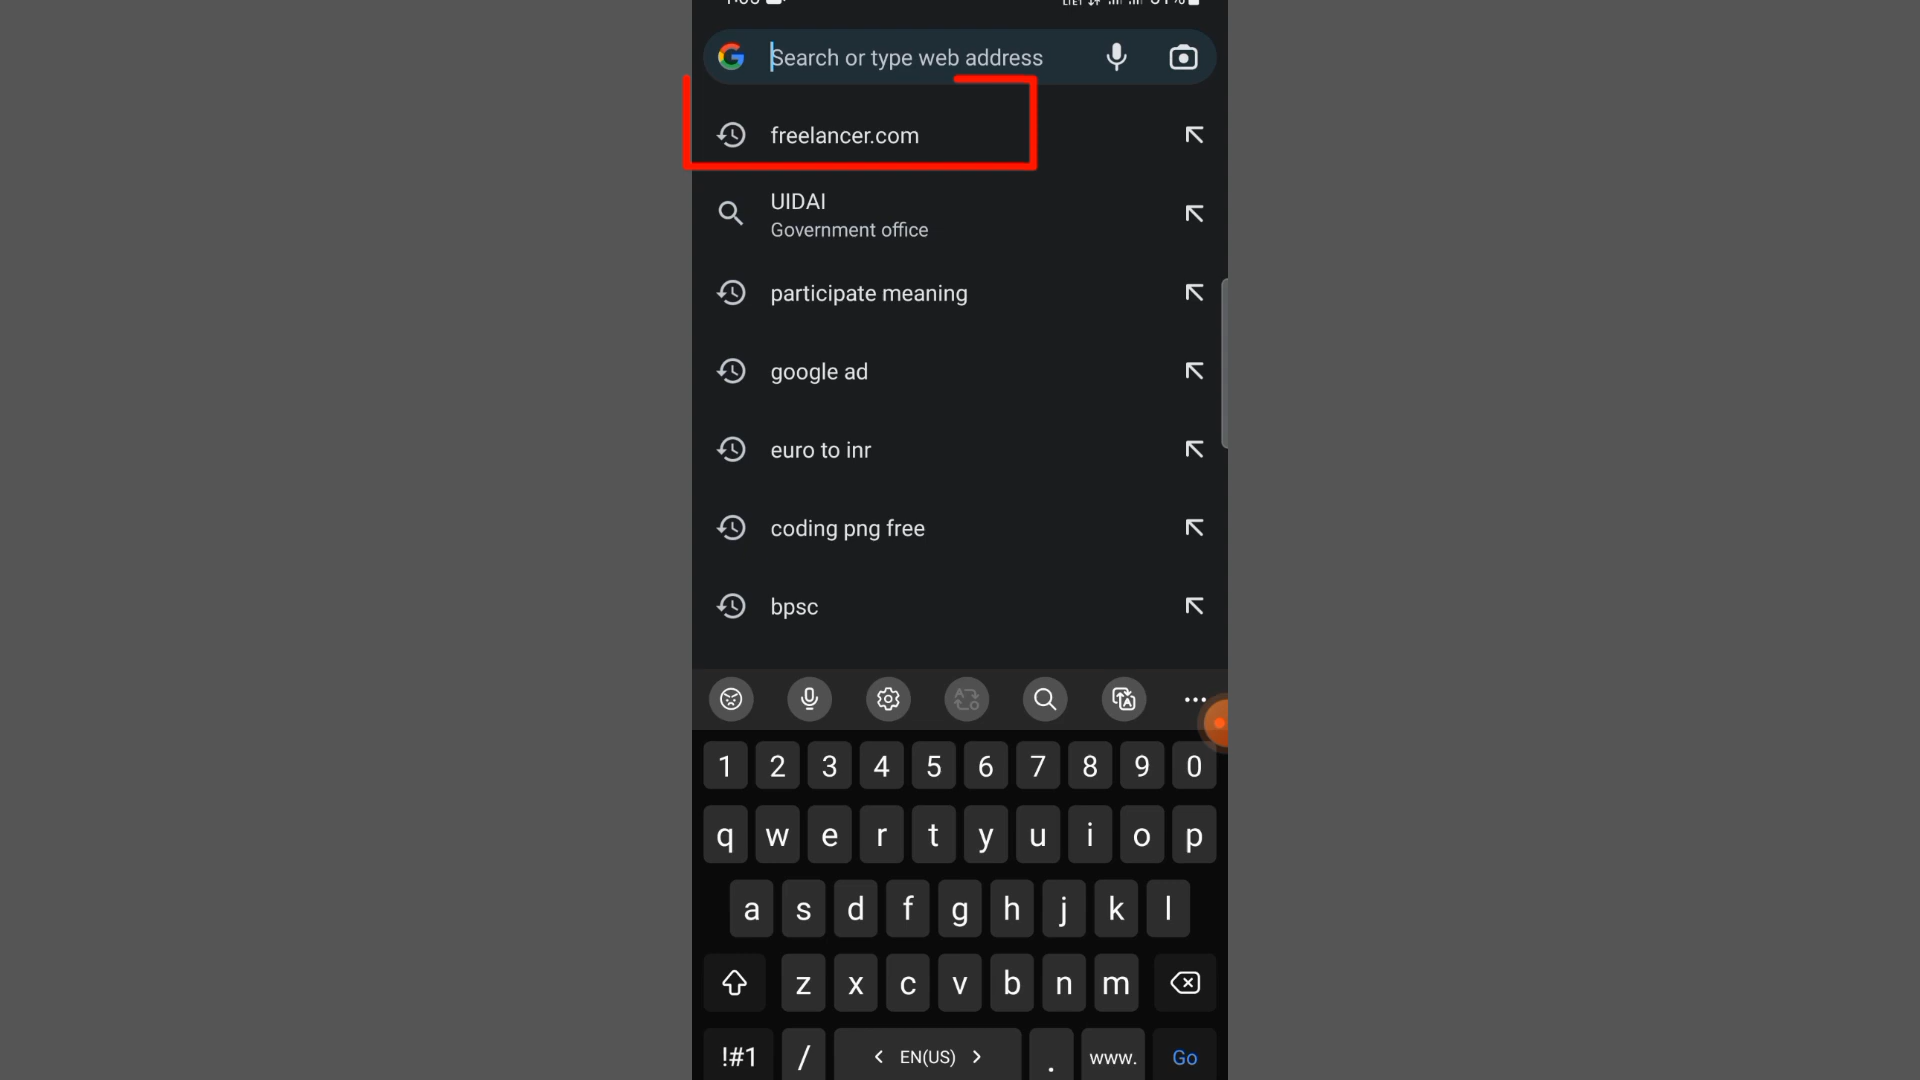 Search or type web address
freelancer.com
UIDAI
Government office
participate meaning
google ad
euro to inr
coding png free
bpsc
1 2 3 4 5 6 7 8 9 0
q w e r t y u i o p
a s d f g h j k l
z x c v b n m
!#1 / < EN(US) > . www. Go